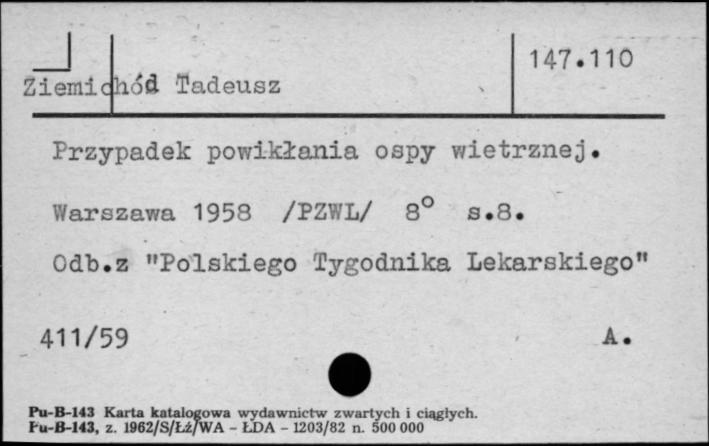 147.110
Ziemichód Tadeusz
Przypadek powikłania ospy wietrznej.
Warszawa 1958 /PZWL/ 8° s.8.
Odb.z "Polskiego Tygodnika Lekarskiego"
411/59 A.
Pu-B-143 Karta katalogowa wydawnictw zwartych i ciągłych.
Pu-B-143, z. 1962/S/Łź/WA - ŁDA - 1203/82 n. 500 000